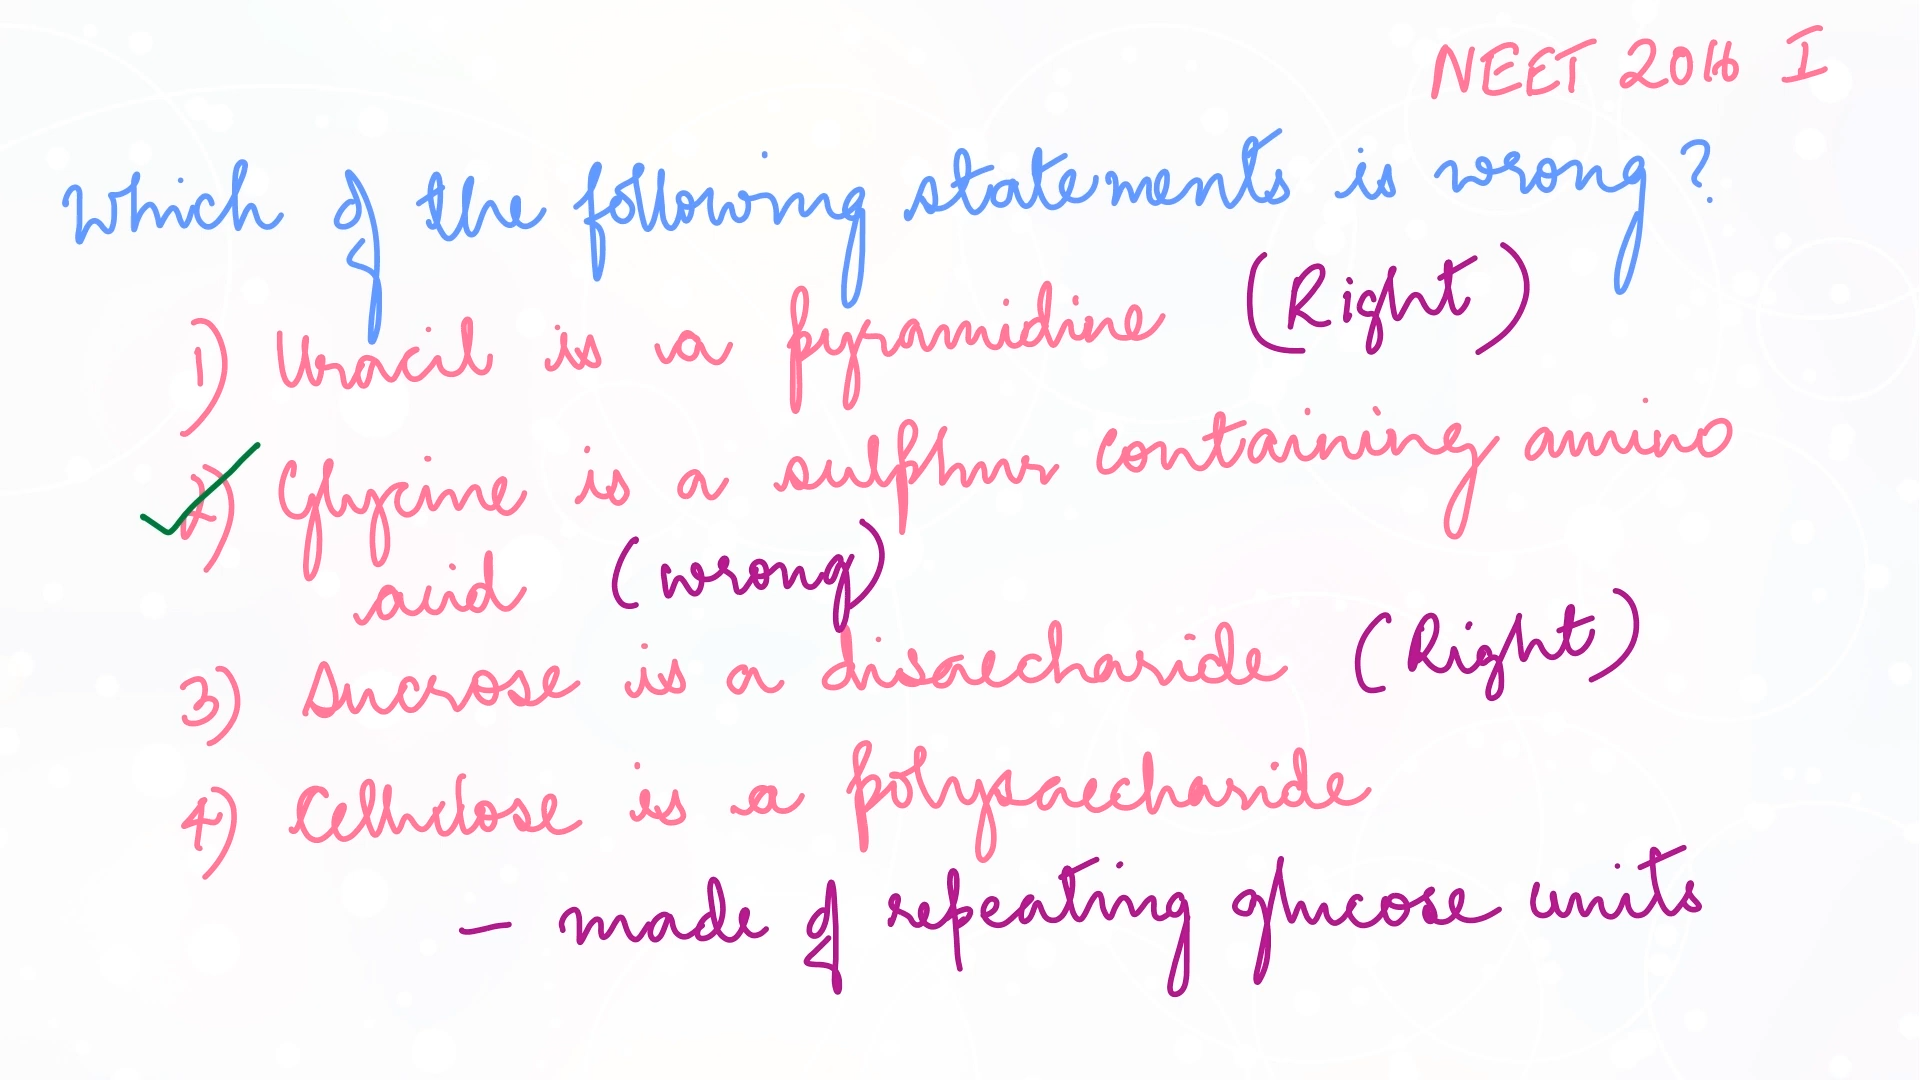 NEET 2016 I
Which of the following statements is wrong ?
1) Uracil is a pyramidine (Right)
2) Glycine is a sulphur containing amino
acid (wrong)
3) Sucrose is a disaccharide (Right)
4) Cellulose is a polysaccharide
- made of repeating glucose units